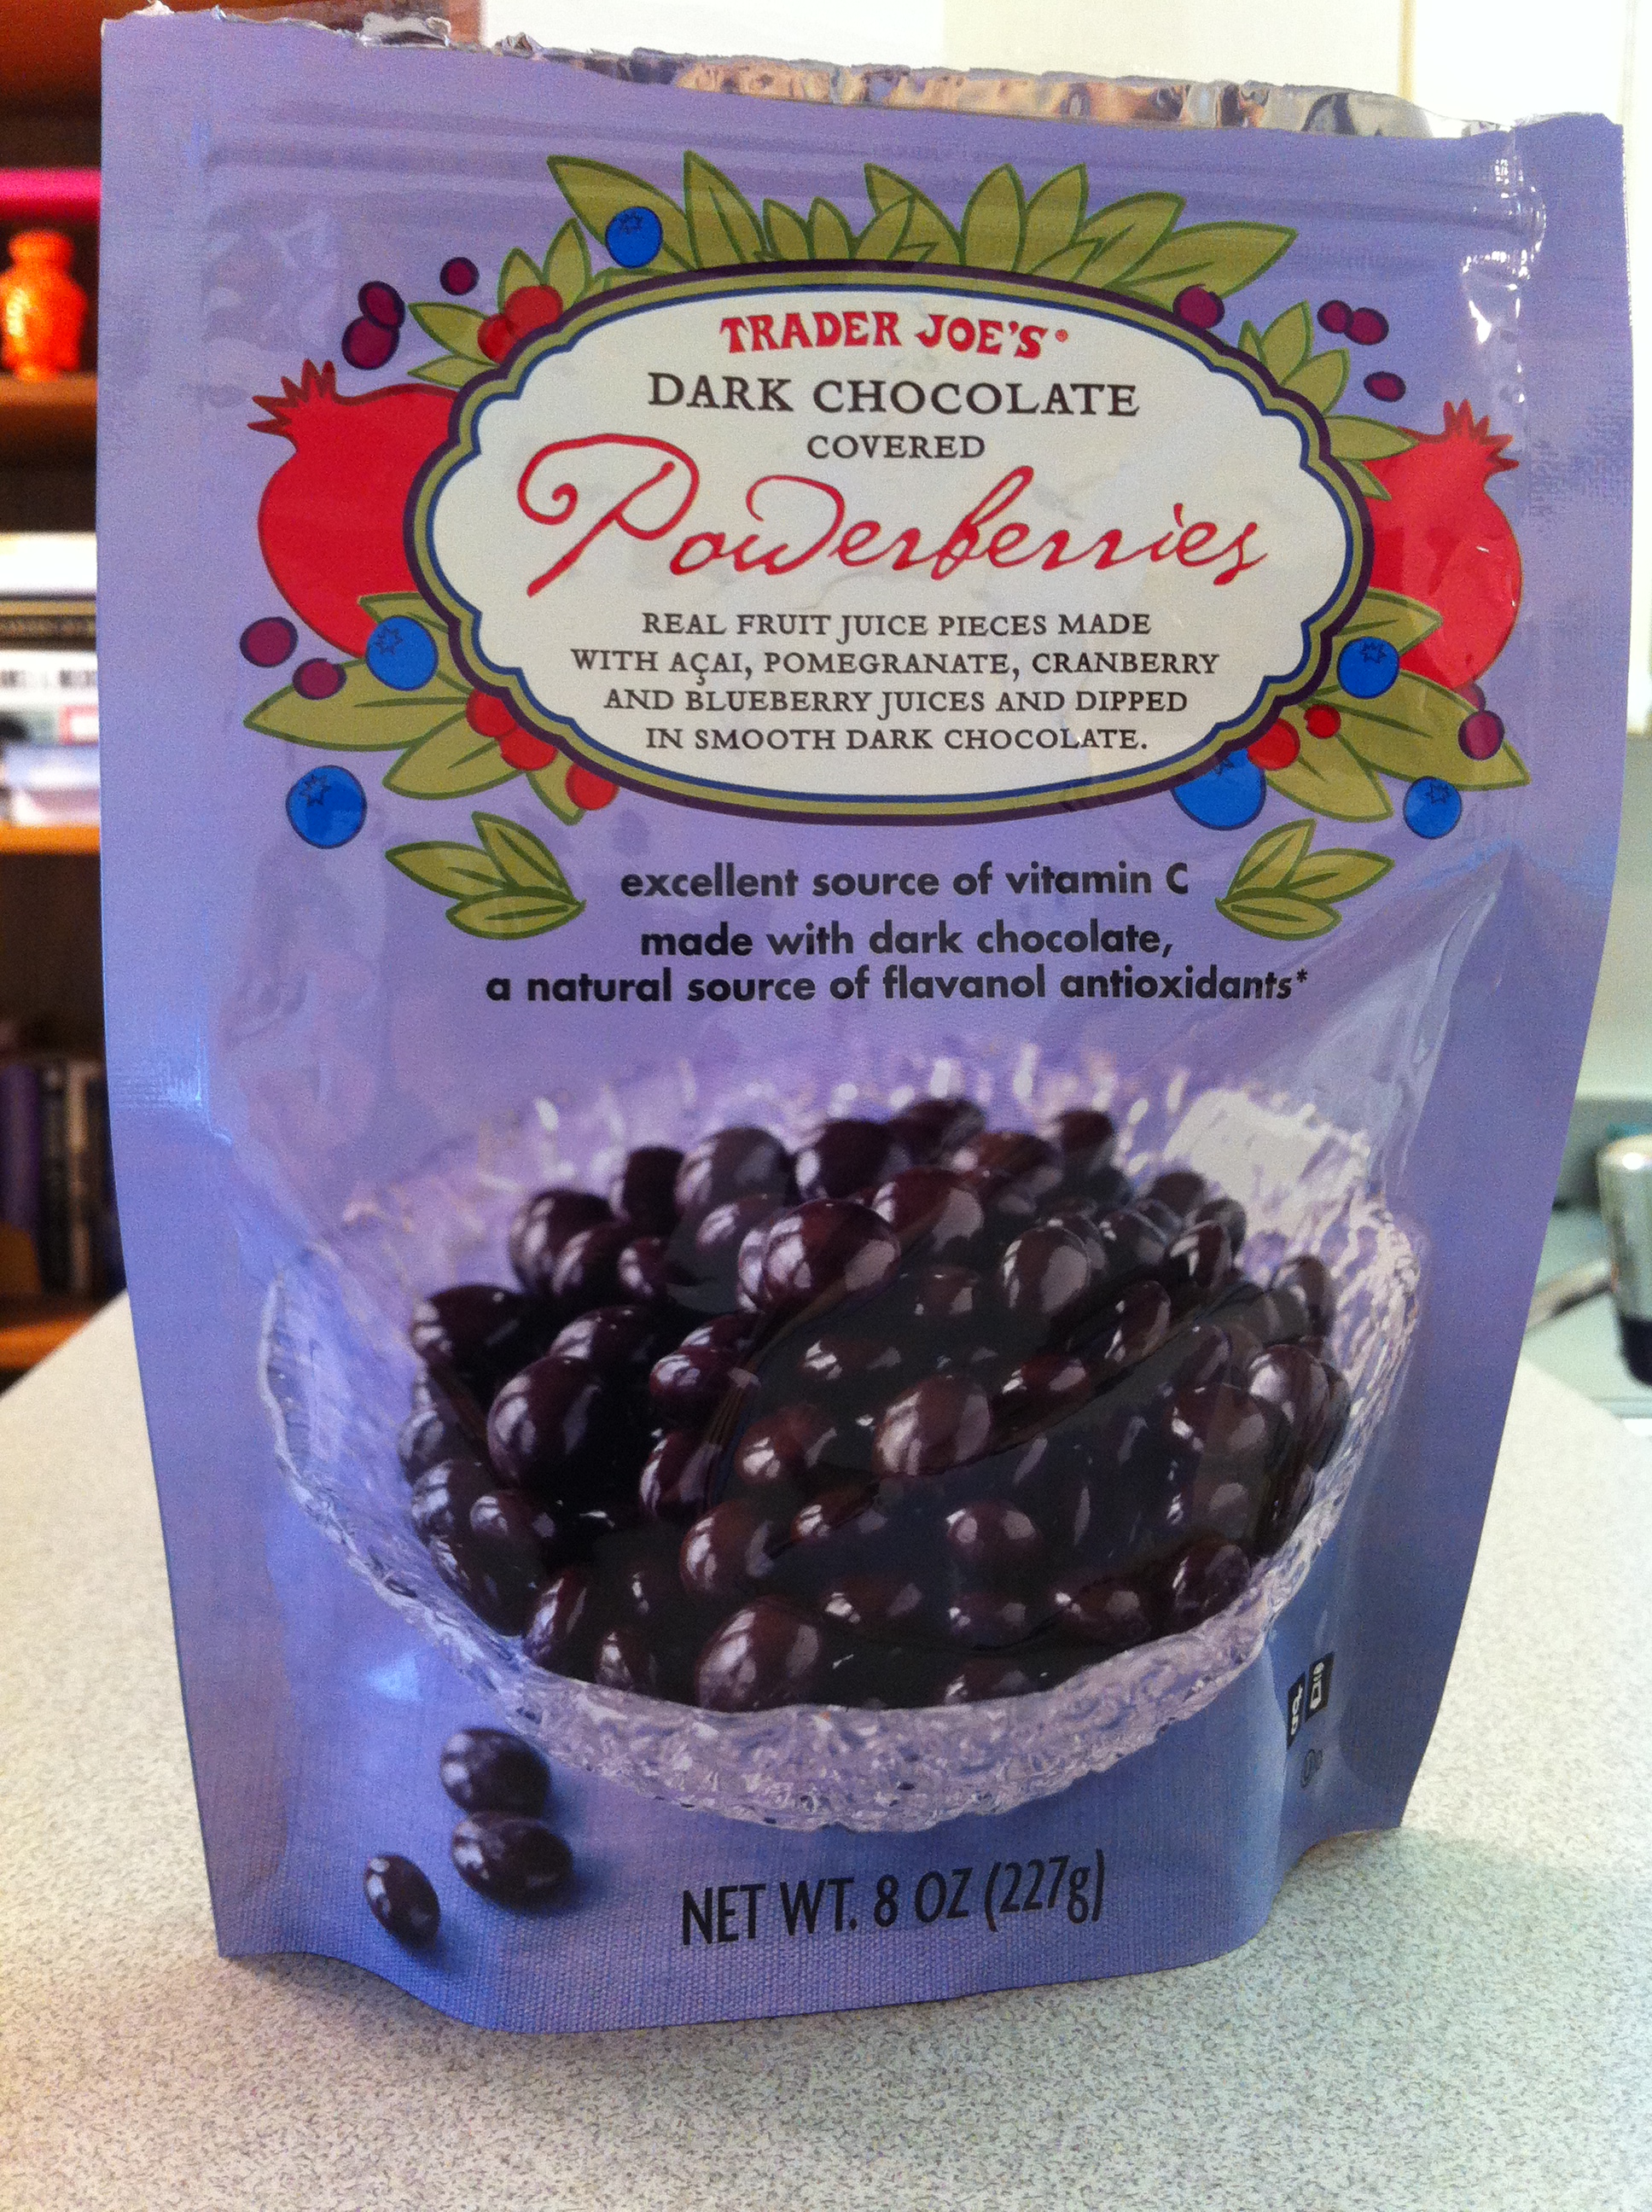 TRADER JOE'S®
DARK CHOCOLATE
COVERED
Powerberries
REAL FRUIT JUICE PIECES MADE
WITH AÇAI, POMEGRANATE, CRANBERRY
AND BLUEBERRY JUICES AND DIPPED
IN SMOOTH DARK CHOCOLATE.
excellent source of vitamin C
made with dark chocolate,
a natural source of flavanol antioxidants*
NET WT. 8 OZ (227g)